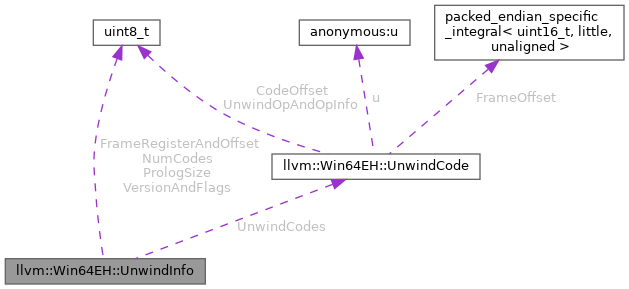 uint8_t
anonymous:u
packed_endian_specific
_integral< uint16_t, little,
unaligned >
CodeOffset
UnwindOpAndOpInfo
u
FrameOffset
FrameRegisterAndOffset
NumCodes
PrologSize
VersionAndFlags
llvm::Win64EH::UnwindCode
UnwindCodes
llvm::Win64EH::UnwindInfo